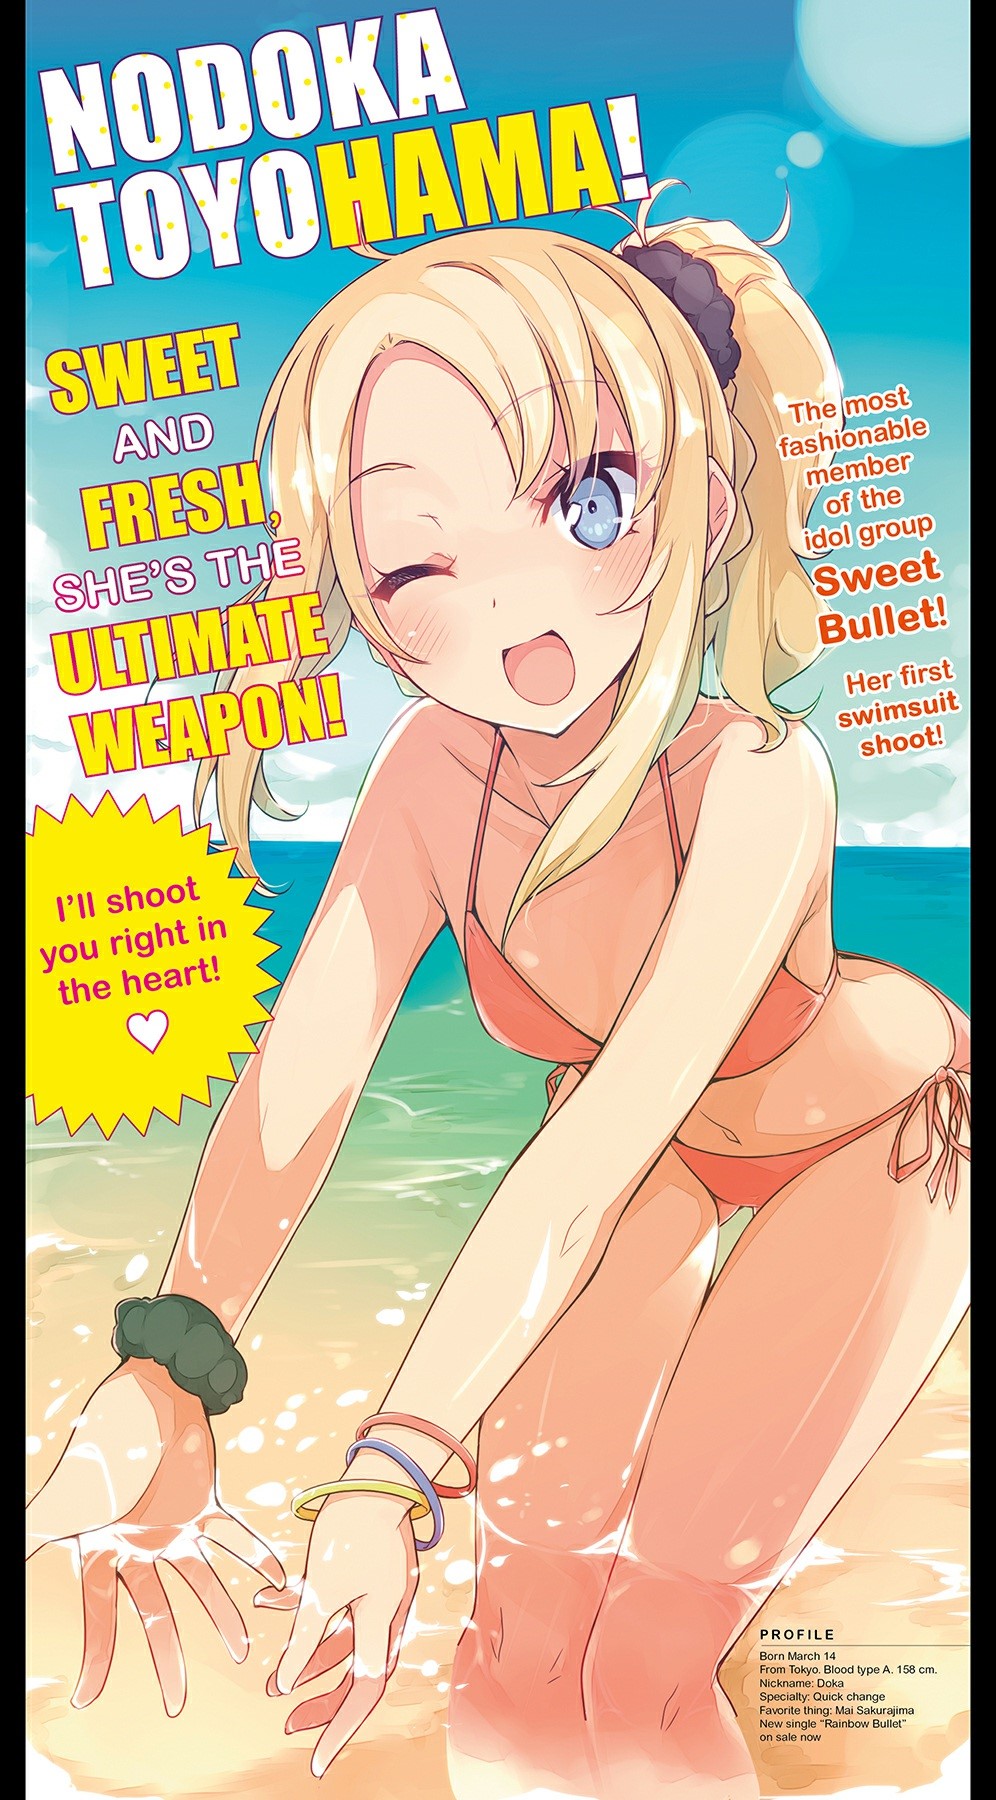 NODOKA
TOYOHAMA!
SWEET
AND
FRESH,
SHE'S THE
ULTIMATE
WEAPON!
The most
fashionable
member
of the
idol group
Sweet
Bullet!
Her first
swimsuit
shoot!
I'll shoot
you right in
the heart!
♡
PROFILE
Born March 14
From Tokyo. Blood type A. 158 cm.
Nickname: Doka
Specialty: Quick change
Favorite thing: Mai Sakurajima
New single “Rainbow Bullet”
on sale now